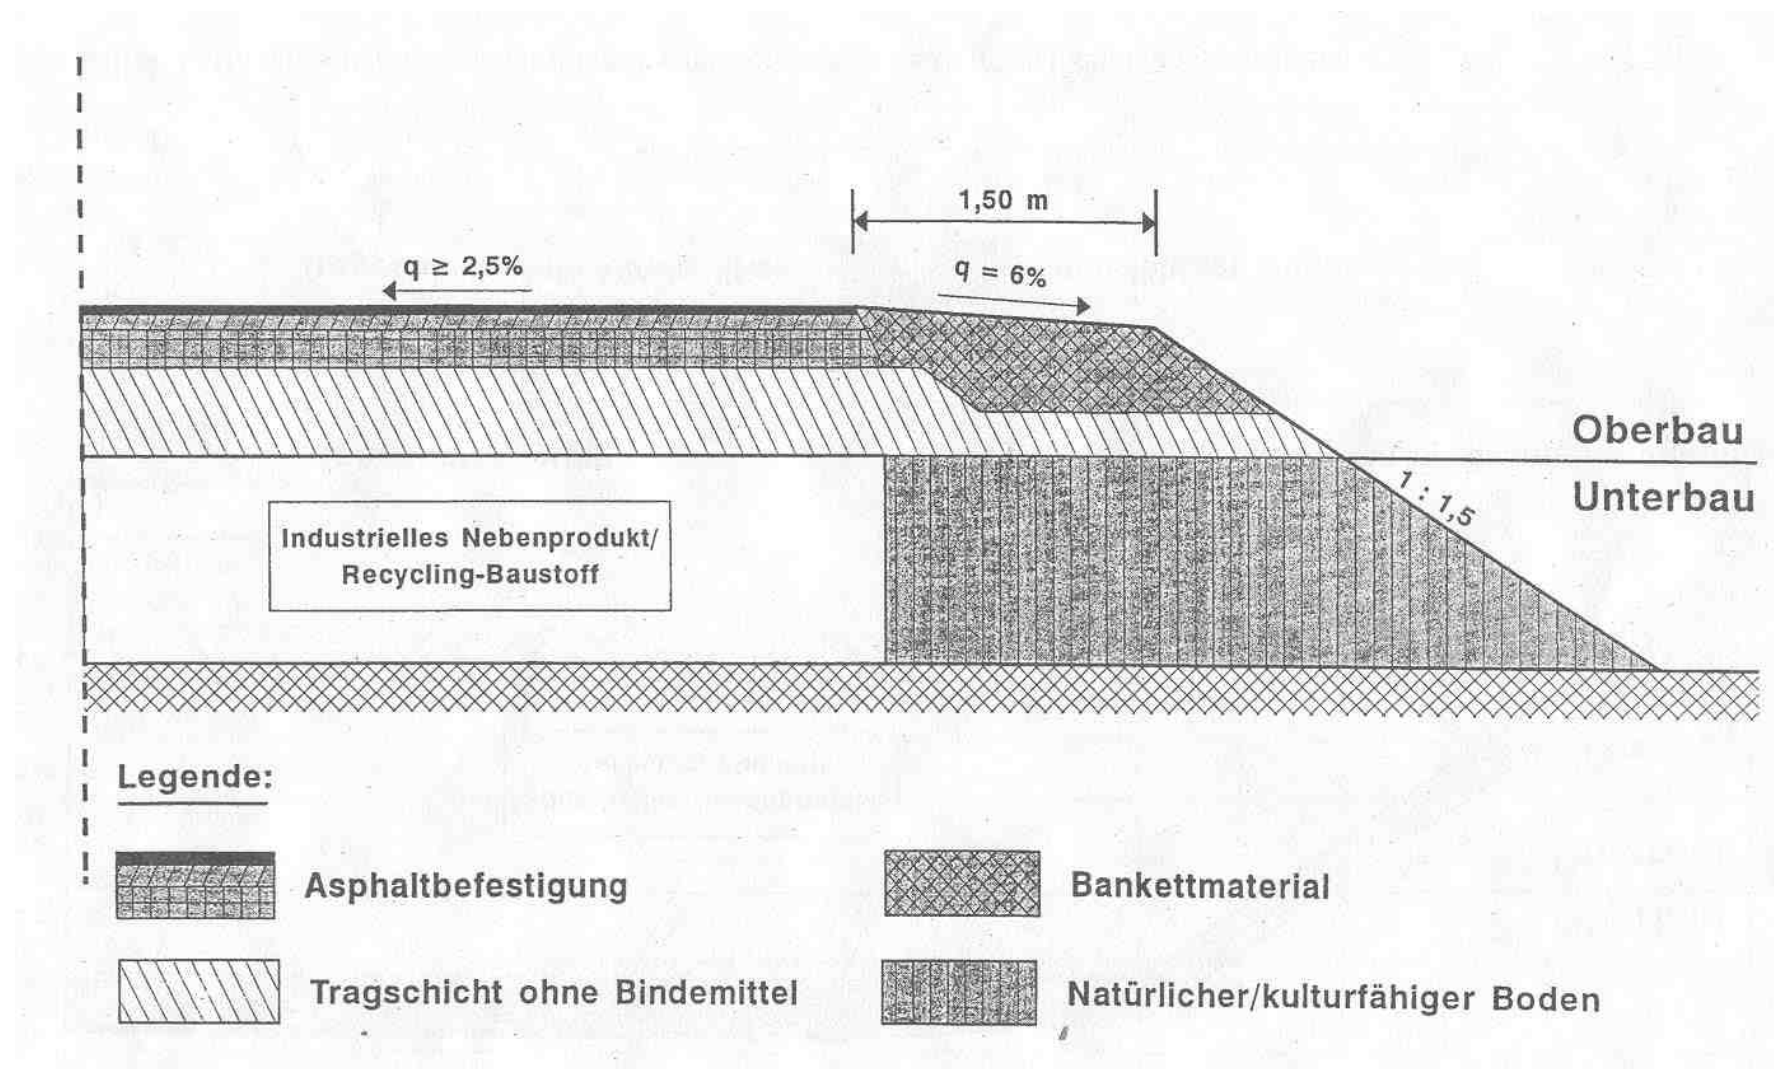 1,50 m
q ≥ 2,5%
q = 6%
Oberbau
1 : 1,5
Unterbau
Industrielles Nebenprodukt/
Recycling-Baustoff
Legende:
Asphaltbefestigung
Bankettmaterial
Tragschicht ohne Bindemittel
Natürlicher/kulturfähiger Boden